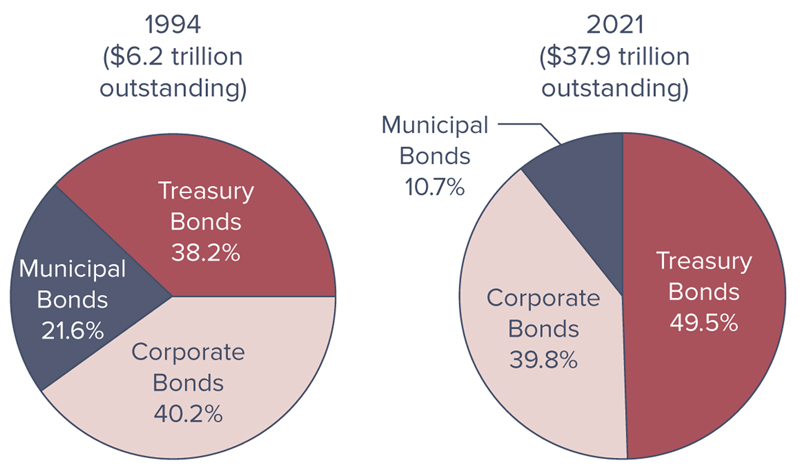 1994
($6.2 trillion
outstanding)
Treasury
Bonds
38.2%
Municipal
Bonds
21.6%
Corporate
Bonds
40.2%
2021
($37.9 trillion
outstanding)
Municipal
Bonds
10.7%
Treasury
Bonds
49.5%
Corporate
Bonds
39.8%